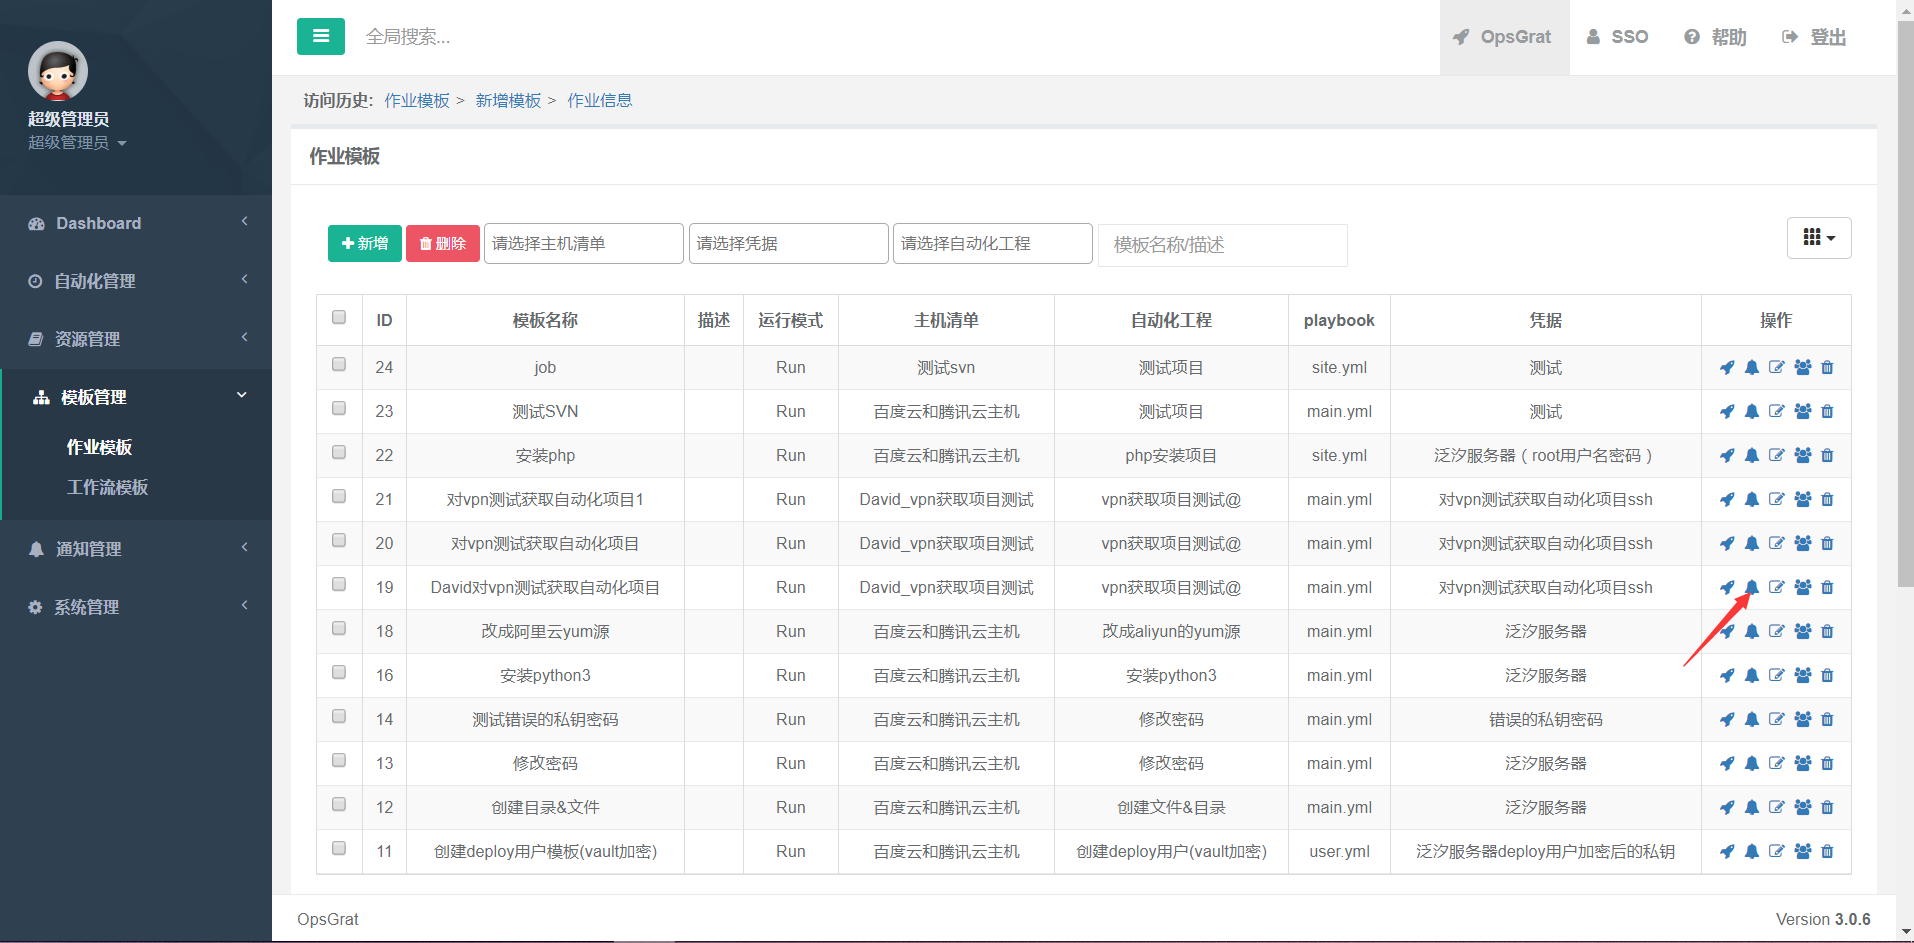 全局搜索...
OpsGrat
SSO
帮助
登出
超级管理员
超级管理员
Dashboard
自动化管理
资源管理
模板管理
作业模板
工作流模板
通知管理
系统管理
访问历史: 作业模板 > 新增模板 > 作业信息
作业模板
新增 删除 请选择主机清单 请选择凭据 请选择自动化工程 模板名称/描述
ID 模板名称 描述 运行模式 主机清单 自动化工程 playbook 凭据 操作
24 job Run 测试svn 测试项目 site.yml 测试
23 测试SVN Run 百度云和腾讯云主机 测试项目 main.yml 测试
22 安装php Run 百度云和腾讯云主机 php安装项目 site.yml 泛汐服务器（root用户名密码）
21 对vpn测试获取自动化项目1 Run David_vpn获取项目测试 vpn获取项目测试@ main.yml 对vpn测试获取自动化项目ssh
20 对vpn测试获取自动化项目 Run David_vpn获取项目测试 vpn获取项目测试@ main.yml 对vpn测试获取自动化项目ssh
19 David对vpn测试获取自动化项目 Run David_vpn获取项目测试 vpn获取项目测试@ main.yml 对vpn测试获取自动化项目ssh
18 改成阿里云yum源 Run 百度云和腾讯云主机 改成aliyun的yum源 main.yml 泛汐服务器
16 安装python3 Run 百度云和腾讯云主机 安装python3 main.yml 泛汐服务器
14 测试错误的私钥密码 Run 百度云和腾讯云主机 修改密码 main.yml 错误的私钥密码
13 修改密码 Run 百度云和腾讯云主机 修改密码 main.yml 泛汐服务器
12 创建目录&文件 Run 百度云和腾讯云主机 创建文件&目录 main.yml 泛汐服务器
11 创建deploy用户模板(vault加密) Run 百度云和腾讯云主机 创建deploy用户(vault加密) user.yml 泛汐服务器deploy用户加密后的私钥
OpsGrat
Version 3.0.6